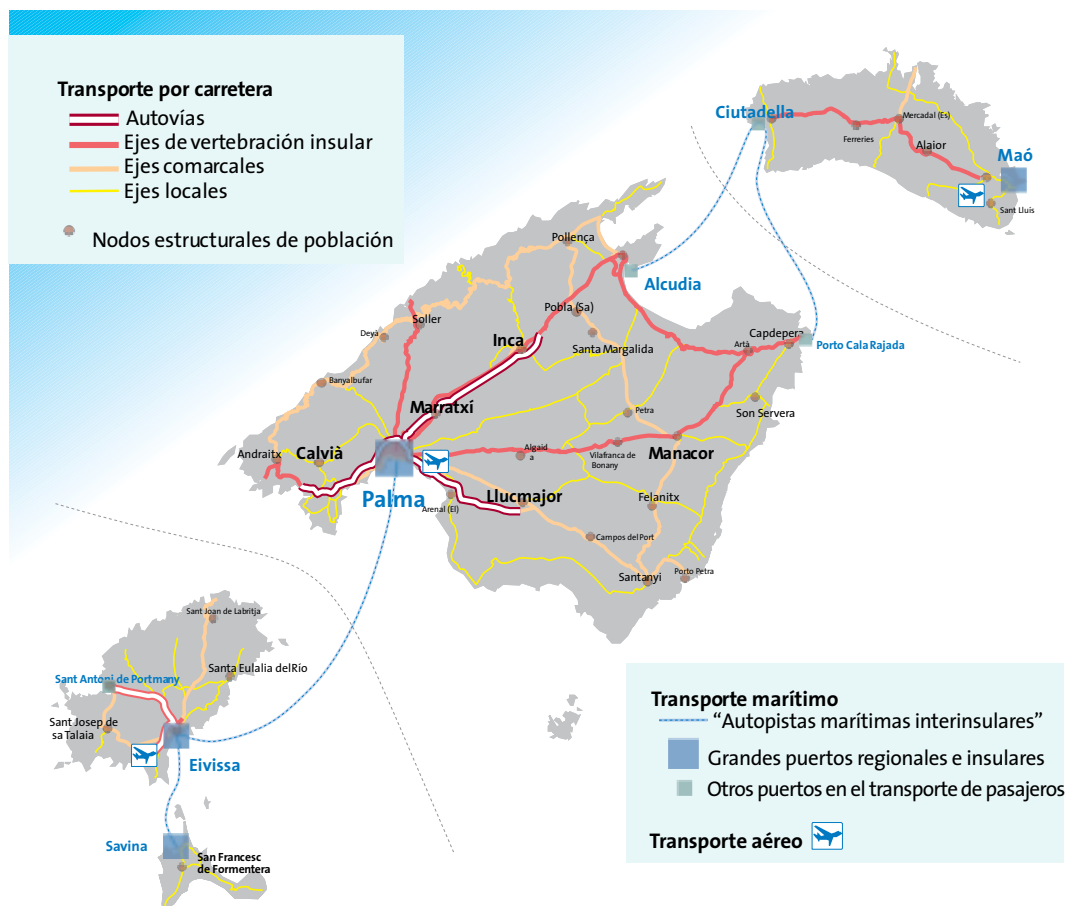 Transporte por carretera
Autovías
Ejes de vertebración insular
Ejes comarcales
Ejes locales
Nodos estructurales de población
Ciutadella
Mercadal (Es)
Ferreries
Alaior
Maó
Sant Lluis
Pollença
Alcudia
Pobla (Sa)
Soller
Deyá
Inca
Santa Margalida
Capdepera
Artà
Porto Cala Rajada
Banyalbufar
Marratxí
Petra
Son Servera
Andraitx
Calvià
Algaid
a
Vilafranca de
Bonany
Manacor
Palma
Llucmajor
Arenal (El)
Felanitx
Campos del Port
Santanyi
Porto Petra
Sant Joan de Labritja
Santa Eulalia del Río
Sant Antoni de Portmany
Sant Josep de
sa Talaia
Eivissa
Savina
San Francesc
de Formentera
Transporte marítimo
“Autopistas marítimas interinsulares”
Grandes puertos regionales e insulares
Otros puertos en el transporte de pasajeros
Transporte aéreo